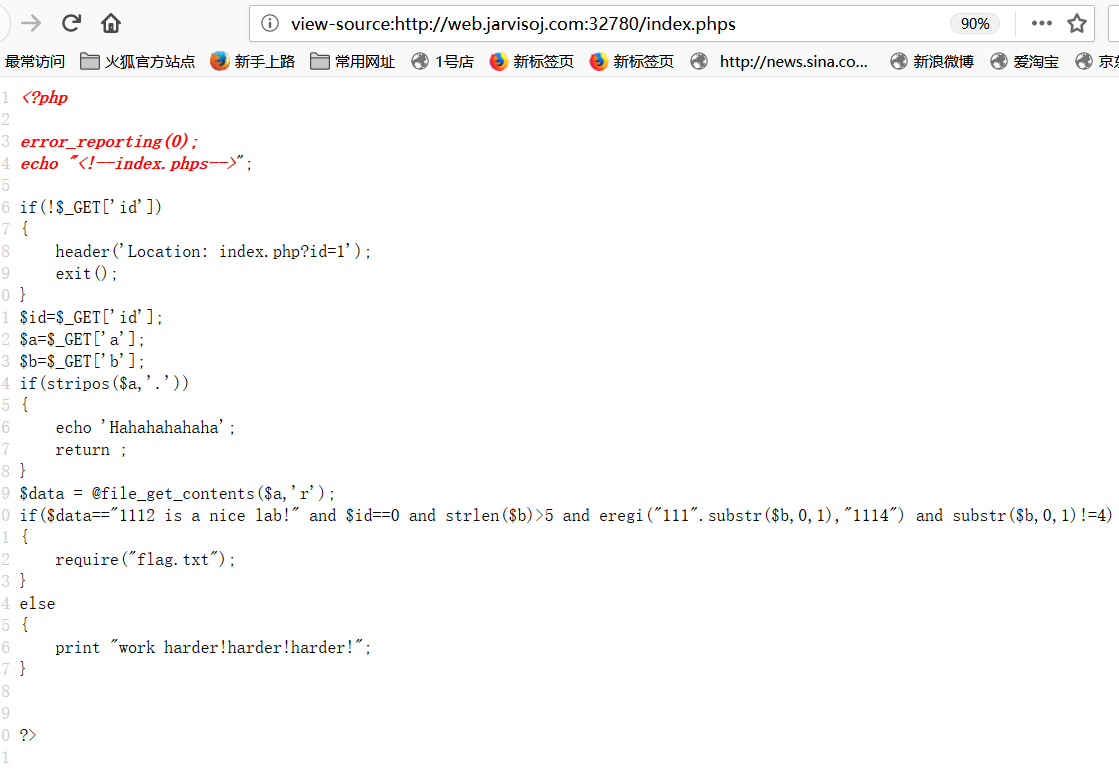 view-source:http://web.jarvisoj.com:32780/index.phps 90%
最常访问 火狐官方站点 新手上路 常用网址 1号店 新标签页 新标签页 http://news.sina.co... 新浪微博 爱淘宝 京东
1 <?php
2
3 error_reporting(0);
4 echo "<!--index.phps-->";
5
6 if(!$_GET['id'])
7 {
8 header('Location: index.php?id=1');
9 exit();
0 }
1 $id=$_GET['id'];
2 $a=$_GET['a'];
3 $b=$_GET['b'];
4 if(stripos($a,'.'))
5 {
6 echo 'Hahahahahaha';
7 return ;
8 }
9 $data = @file_get_contents($a,'r');
0 if($data=="1112 is a nice lab!" and $id==0 and strlen($b)>5 and eregi("111".substr($b,0,1),"1114") and substr($b,0,1)!=4)
1 {
2 require("flag.txt");
3 }
4 else
5 {
6 print "work harder!harder!harder!";
7 }
8
9
0 ?>
1